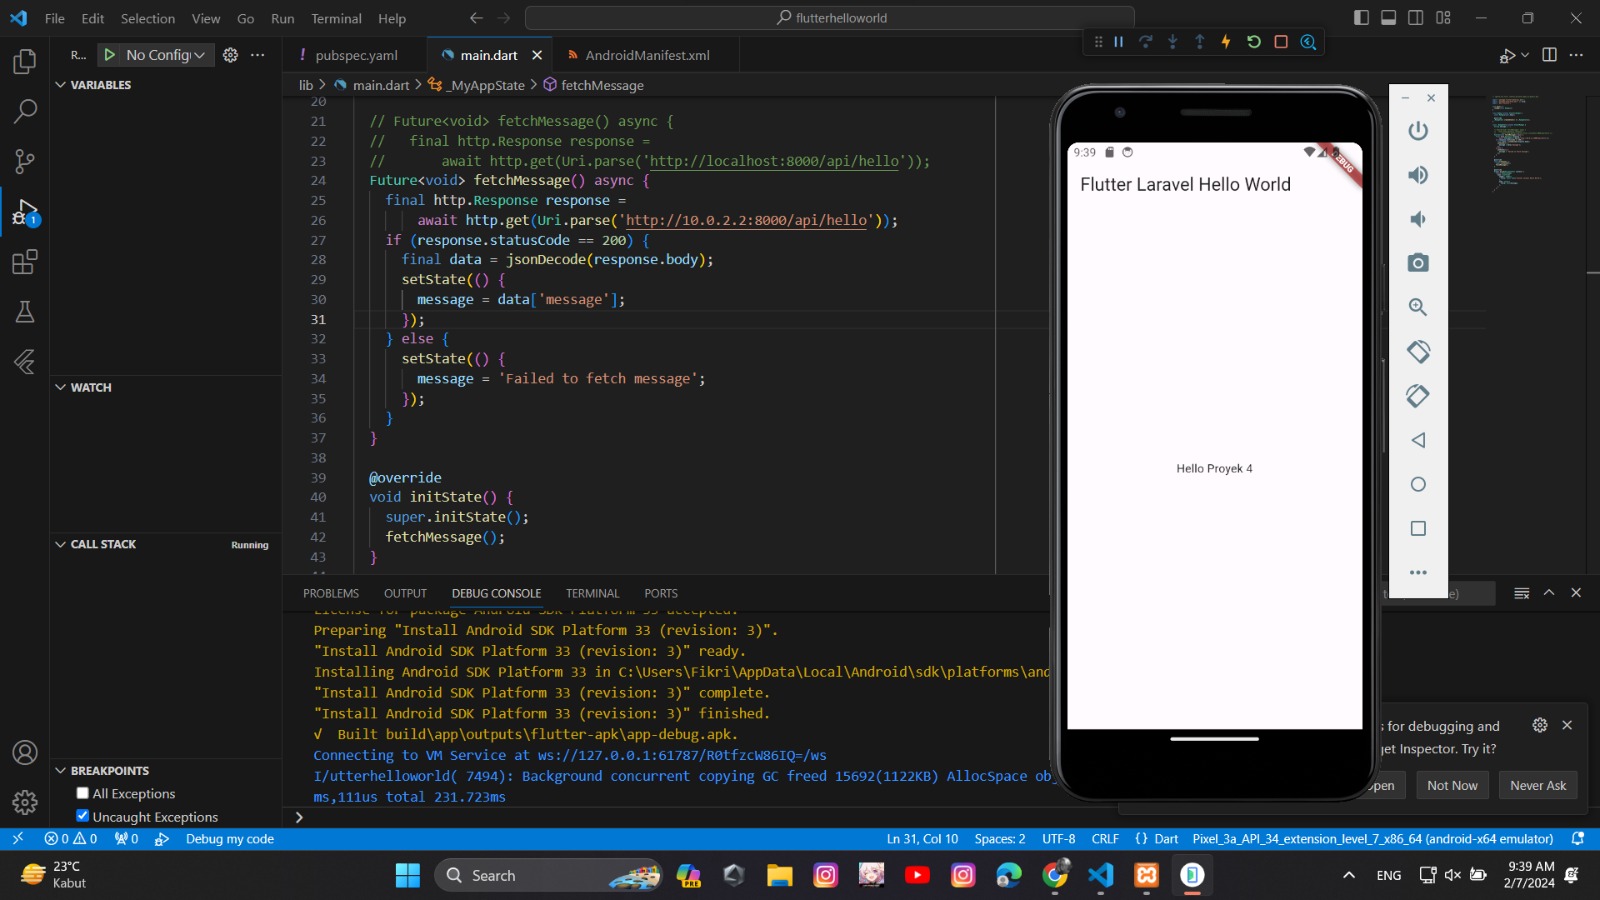 File Edit Selection View Go Run Terminal Help
flutterhelloworld
R... No Config
pubspec.yaml
main.dart
AndroidManifest.xml
lib > main.dart > _MyAppState > fetchMessage
VARIABLES
WATCH
CALL STACK
Running
BREAKPOINTS
All Exceptions
Uncaught Exceptions
1
20
21 // Future<void> fetchMessage() async {
22 //   final http.Response response =
23 //       await http.get(Uri.parse('http://localhost:8000/api/hello'));
24 Future<void> fetchMessage() async {
25 final http.Response response =
26 await http.get(Uri.parse('http://10.0.2.2:8000/api/hello'));
27 if (response.statusCode == 200) {
28 final data = jsonDecode(response.body);
29 setState(() {
30 message = data['message'];
31 });
32 } else {
33 setState(() {
34 message = 'Failed to fetch message';
35 });
36 }
37 }
38
39 @override
40 void initState() {
41 super.initState();
42 fetchMessage();
43 }
PROBLEMS OUTPUT DEBUG CONSOLE TERMINAL PORTS
License for package Android SDK Platform 33 accepted.
Preparing "Install Android SDK Platform 33 (revision: 3)".
"Install Android SDK Platform 33 (revision: 3)" ready.
Installing Android SDK Platform 33 in C:\Users\Fikri\AppData\Local\Android\sdk\platforms\and
"Install Android SDK Platform 33 (revision: 3)" complete.
"Install Android SDK Platform 33 (revision: 3)" finished.
√ Built build\app\outputs\flutter-apk\app-debug.apk.
Connecting to VM Service at ws://127.0.0.1:61787/R0tfzcW86IQ=/ws
I/utterhelloworld( 7494): Background concurrent copying GC freed 15692(1122KB) AllocSpace ob
ms,111us total 231.723ms
9:39
DEBUG
Flutter Laravel Hello World
Hello Proyek 4
s for debugging and
get Inspector. Try it?
pen
Not Now
Never Ask
0 0 0 Debug my code
Ln 31, Col 10 Spaces: 2 UTF-8 CRLF {} Dart Pixel_3a_API_34_extension_level_7_x86_64 (android-x64 emulator)
23°C
Kabut
Search
PRE
ENG
9:39 AM
2/7/2024